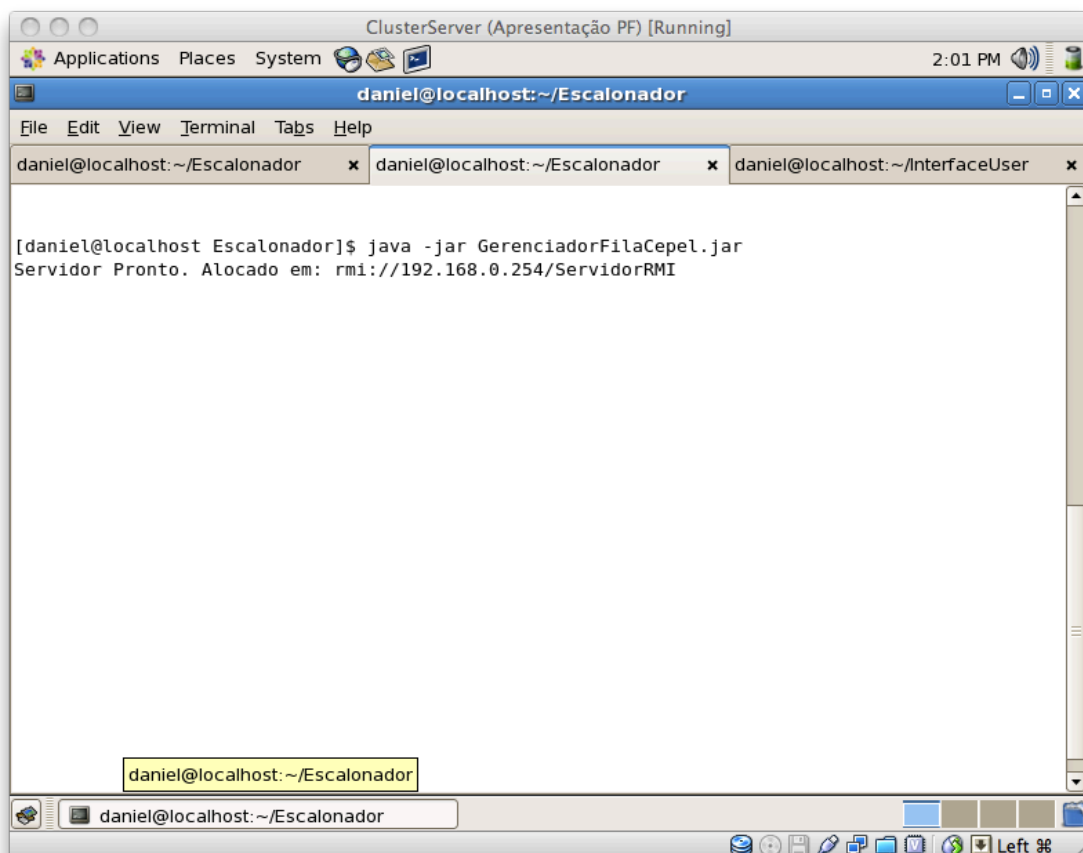 ClusterServer (Apresentação PF) [Running]
Applications Places System 2:01 PM
daniel@localhost:~/Escalonador
File Edit View Terminal Tabs Help
daniel@localhost:~/Escalonador daniel@localhost:~/Escalonador daniel@localhost:~/InterfaceUser
[daniel@localhost Escalonador]$ java -jar GerenciadorFilaCepel.jar
Servidor Pronto. Alocado em: rmi://192.168.0.254/ServidorRMI
daniel@localhost:~/Escalonador
daniel@localhost:~/Escalonador
Left ⌘